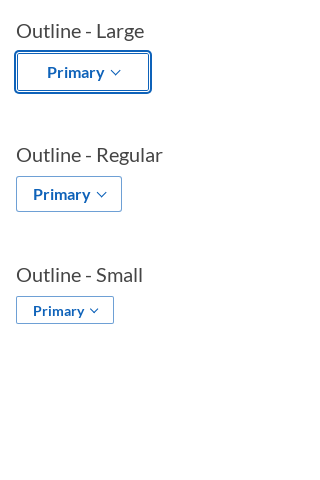 Outline - Large
Primary
Outline - Regular
Primary
Outline - Small
Primary